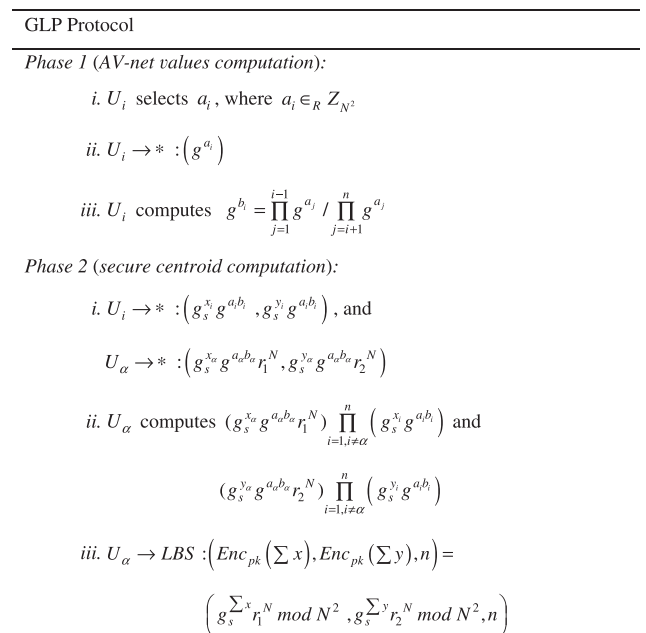 GLP Protocol
Phase 1 (AV-net values computation):
i. U_i selects a_i, where a_i ∈_R Z_{N^2}
ii. U_i → * : (g^{a_i})
iii. U_i computes g^{b_i} = ∏_{j=1}^{i-1} g^{a_j} / ∏_{j=i+1}^{n} g^{a_j}
Phase 2 (secure centroid computation):
i. U_i → * : (g_s^{x_i} g^{a_i b_i}, g_s^{y_i} g^{a_i b_i}), and
U_α → * : (g_s^{x_α} g^{a_α b_α} r_1^N, g_s^{y_α} g^{a_α b_α} r_2^N)
ii. U_α computes (g_s^{x_α} g^{a_α b_α} r_1^N) ∏_{i=1,i≠α}^{n} (g_s^{x_i} g^{a_i b_i}) and
(g_s^{y_α} g^{a_α b_α} r_2^N) ∏_{i=1,i≠α}^{n} (g_s^{y_i} g^{a_i b_i})
iii. U_α → LBS : (Enc_{pk}(∑ x), Enc_{pk}(∑ y), n) =
(g_s^{∑ x} r_1^N mod N^2, g_s^{∑ y} r_2^N mod N^2, n)